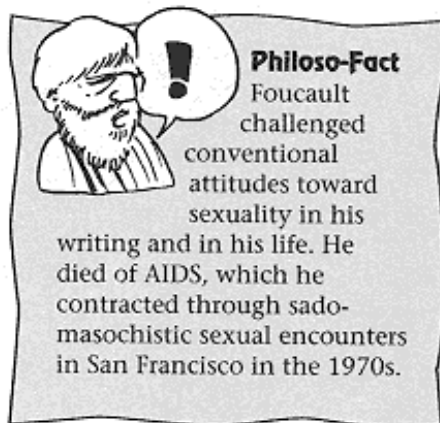 !
Philoso-Fact
Foucault
challenged
conventional
attitudes toward
sexuality in his
writing and in his life. He
died of AIDS, which he
contracted through sado-
masochistic sexual encounters
in San Francisco in the 1970s.